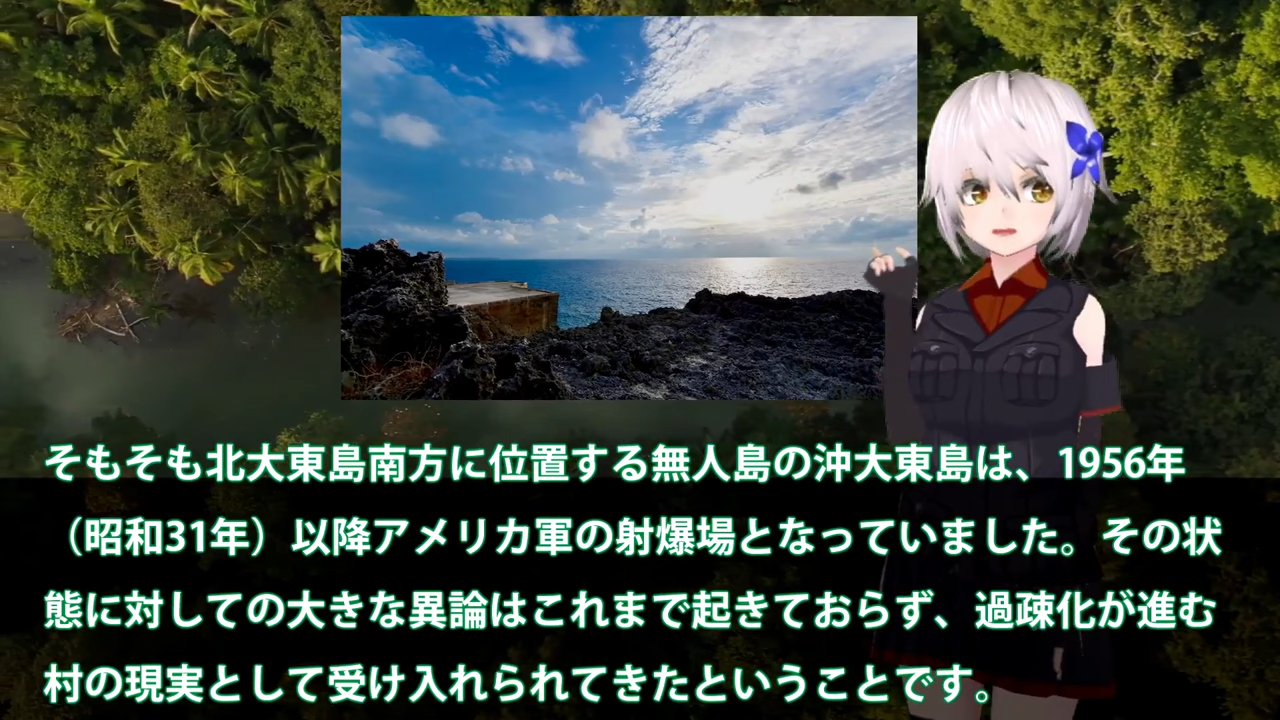 そもそも北大東島南方に位置する無人島の沖大東島は、1956年
（昭和31年）以降アメリカ軍の射爆場となっていました。その状
態に対しての大きな異論はこれまで起きておらず、過疎化が進む
村の現実として受け入れられてきたということです。